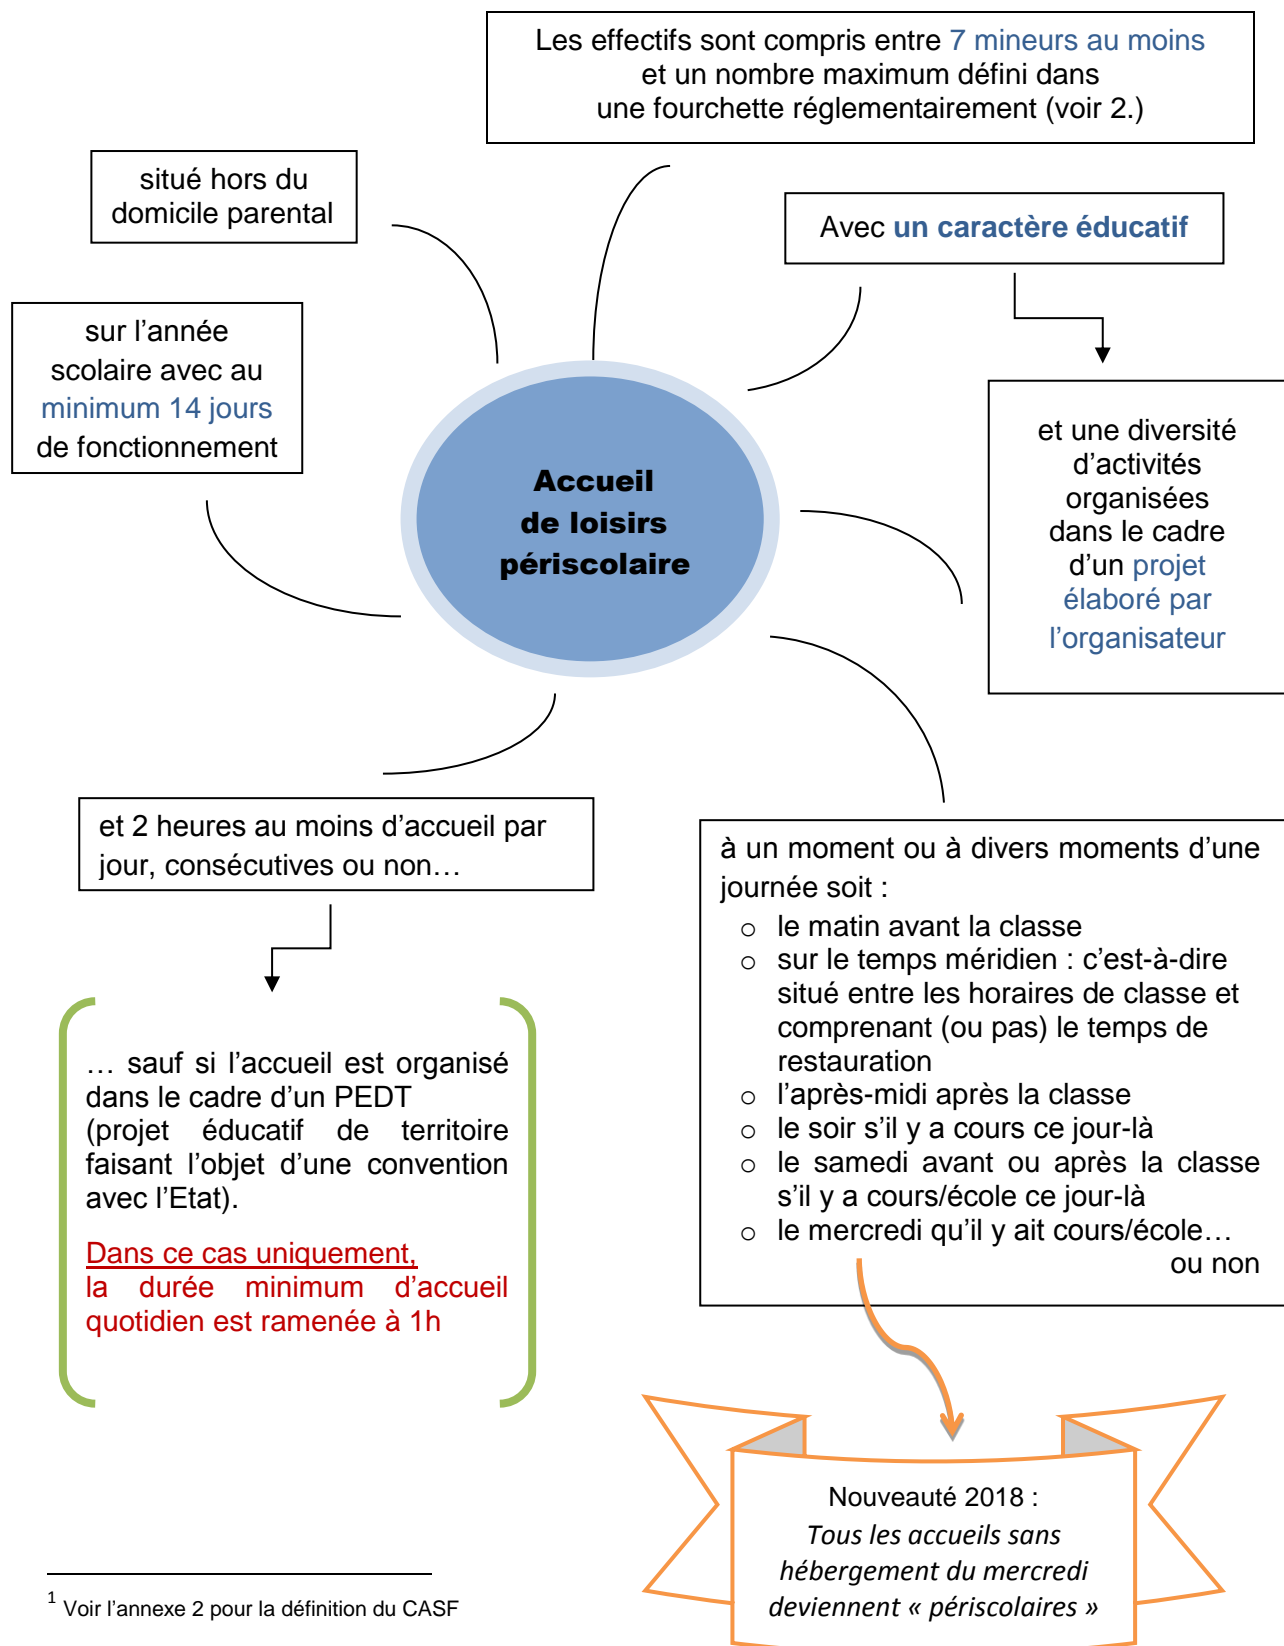 Les effectifs sont compris entre 7 mineurs au moins
et un nombre maximum défini dans
une fourchette réglementairement (voir 2.)
situé hors du
domicile parental
Avec un caractère éducatif
sur l’année
scolaire avec au
minimum 14 jours
de fonctionnement
et une diversité
d’activités
organisées
dans le cadre
d’un projet
élaboré par
l’organisateur
Accueil
de loisirs
périscolaire
et 2 heures au moins d’accueil par
jour, consécutives ou non…
à un moment ou à divers moments d’une
journée soit :
o le matin avant la classe
o sur le temps méridien : c’est-à-dire
situé entre les horaires de classe et
comprenant (ou pas) le temps de
restauration
o l’après-midi après la classe
o le soir s’il y a cours ce jour-là
o le samedi avant ou après la classe
s’il y a cours/école ce jour-là
o le mercredi qu’il y ait cours/école…
ou non
… sauf si l’accueil est organisé
dans le cadre d’un PEDT
(projet éducatif de territoire
faisant l’objet d’une convention
avec l’Etat).
Dans ce cas uniquement,
la durée minimum d’accueil
quotidien est ramenée à 1h
Nouveauté 2018 :
Tous les accueils sans
hébergement du mercredi
deviennent « périscolaires »
1 Voir l’annexe 2 pour la définition du CASF